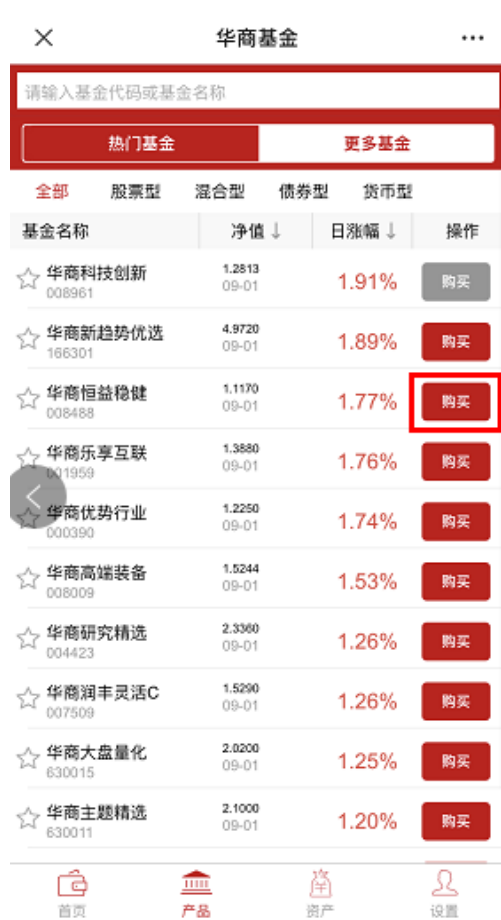 华商基金
请输入基金代码或基金名称
热门基金 更多基金
全部 股票型 混合型 债券型 货币型
基金名称 净值↓ 日涨幅↓ 操作
华商科技创新 1.2813 1.91% 购买
008961 09-01
华商新趋势优选 4.9720 1.89% 购买
166301 09-01
华商恒益稳健 1.1170 1.77% 购买
008488 09-01
华商乐享互联 1.3880 1.76% 购买
001959 09-01
华商优势行业 1.2250 1.74% 购买
000390 09-01
华商高端装备 1.5244 1.53% 购买
008009 09-01
华商研究精选 2.3360 1.26% 购买
004423 09-01
华商润丰灵活C 1.5290 1.26% 购买
007509 09-01
华商大盘量化 2.0200 1.25% 购买
630015 09-01
华商主题精选 2.1000 1.20% 购买
630011 09-01
首页 产品 资产 设置